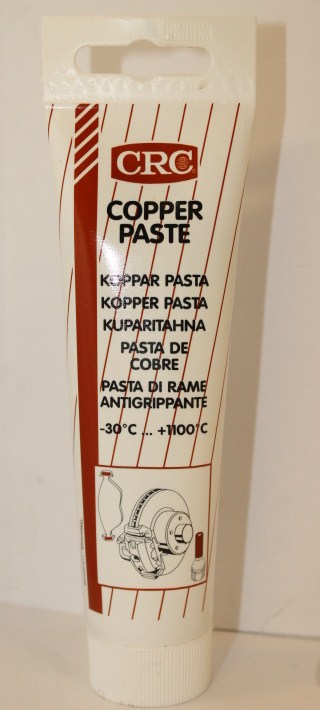 CRC
COPPER
PASTE
KOPPAR PASTA
KOPPER PASTA
KUPARITAHNA
PASTA DE
COBRE
PASTA DI RAME
ANTIGRIPPANTE
-30°C ... +1100°C